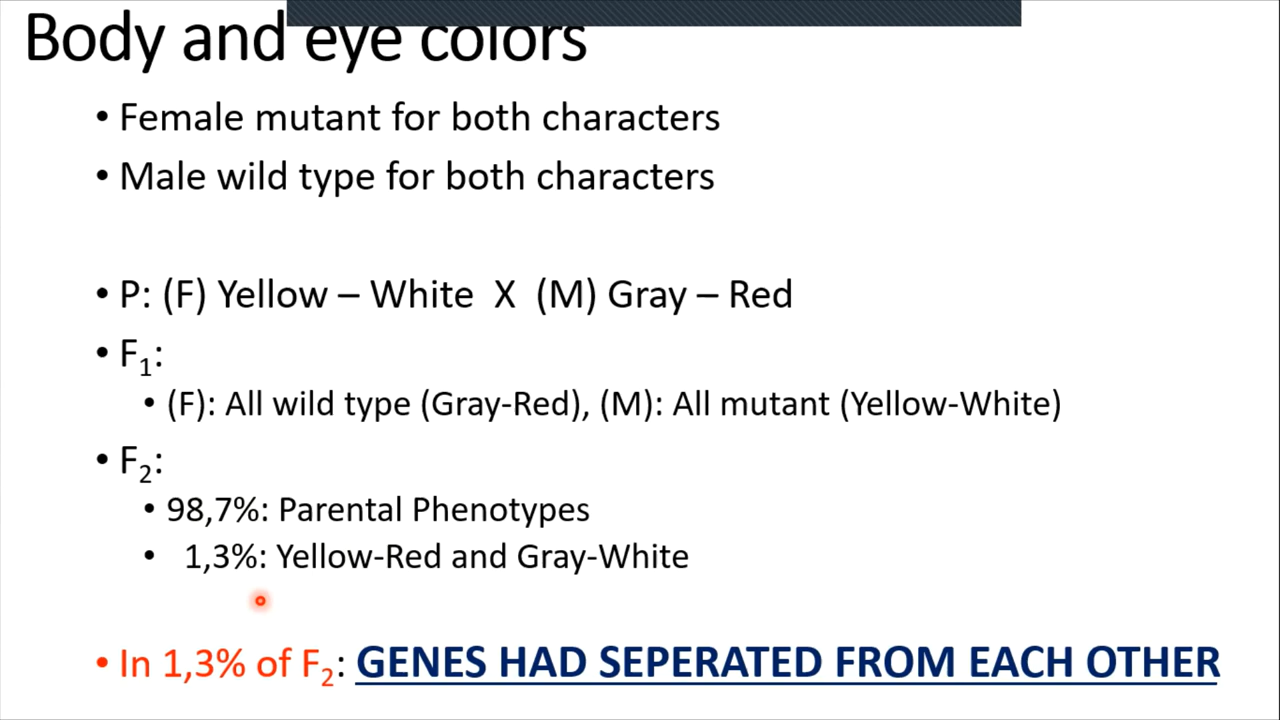 Body and eye colors
• Female mutant for both characters
• Male wild type for both characters
• P: (F) Yellow – White X (M) Gray – Red
• F₁:
• (F): All wild type (Gray-Red), (M): All mutant (Yellow-White)
• F₂:
• 98,7%: Parental Phenotypes
• 1,3%: Yellow-Red and Gray-White
• In 1,3% of F₂: GENES HAD SEPERATED FROM EACH OTHER